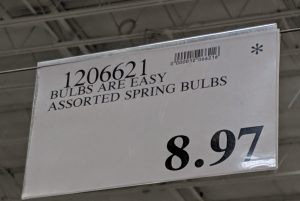 1206621
*
BULBS ARE EASY
ASSORTED SPRING BULBS
8.97